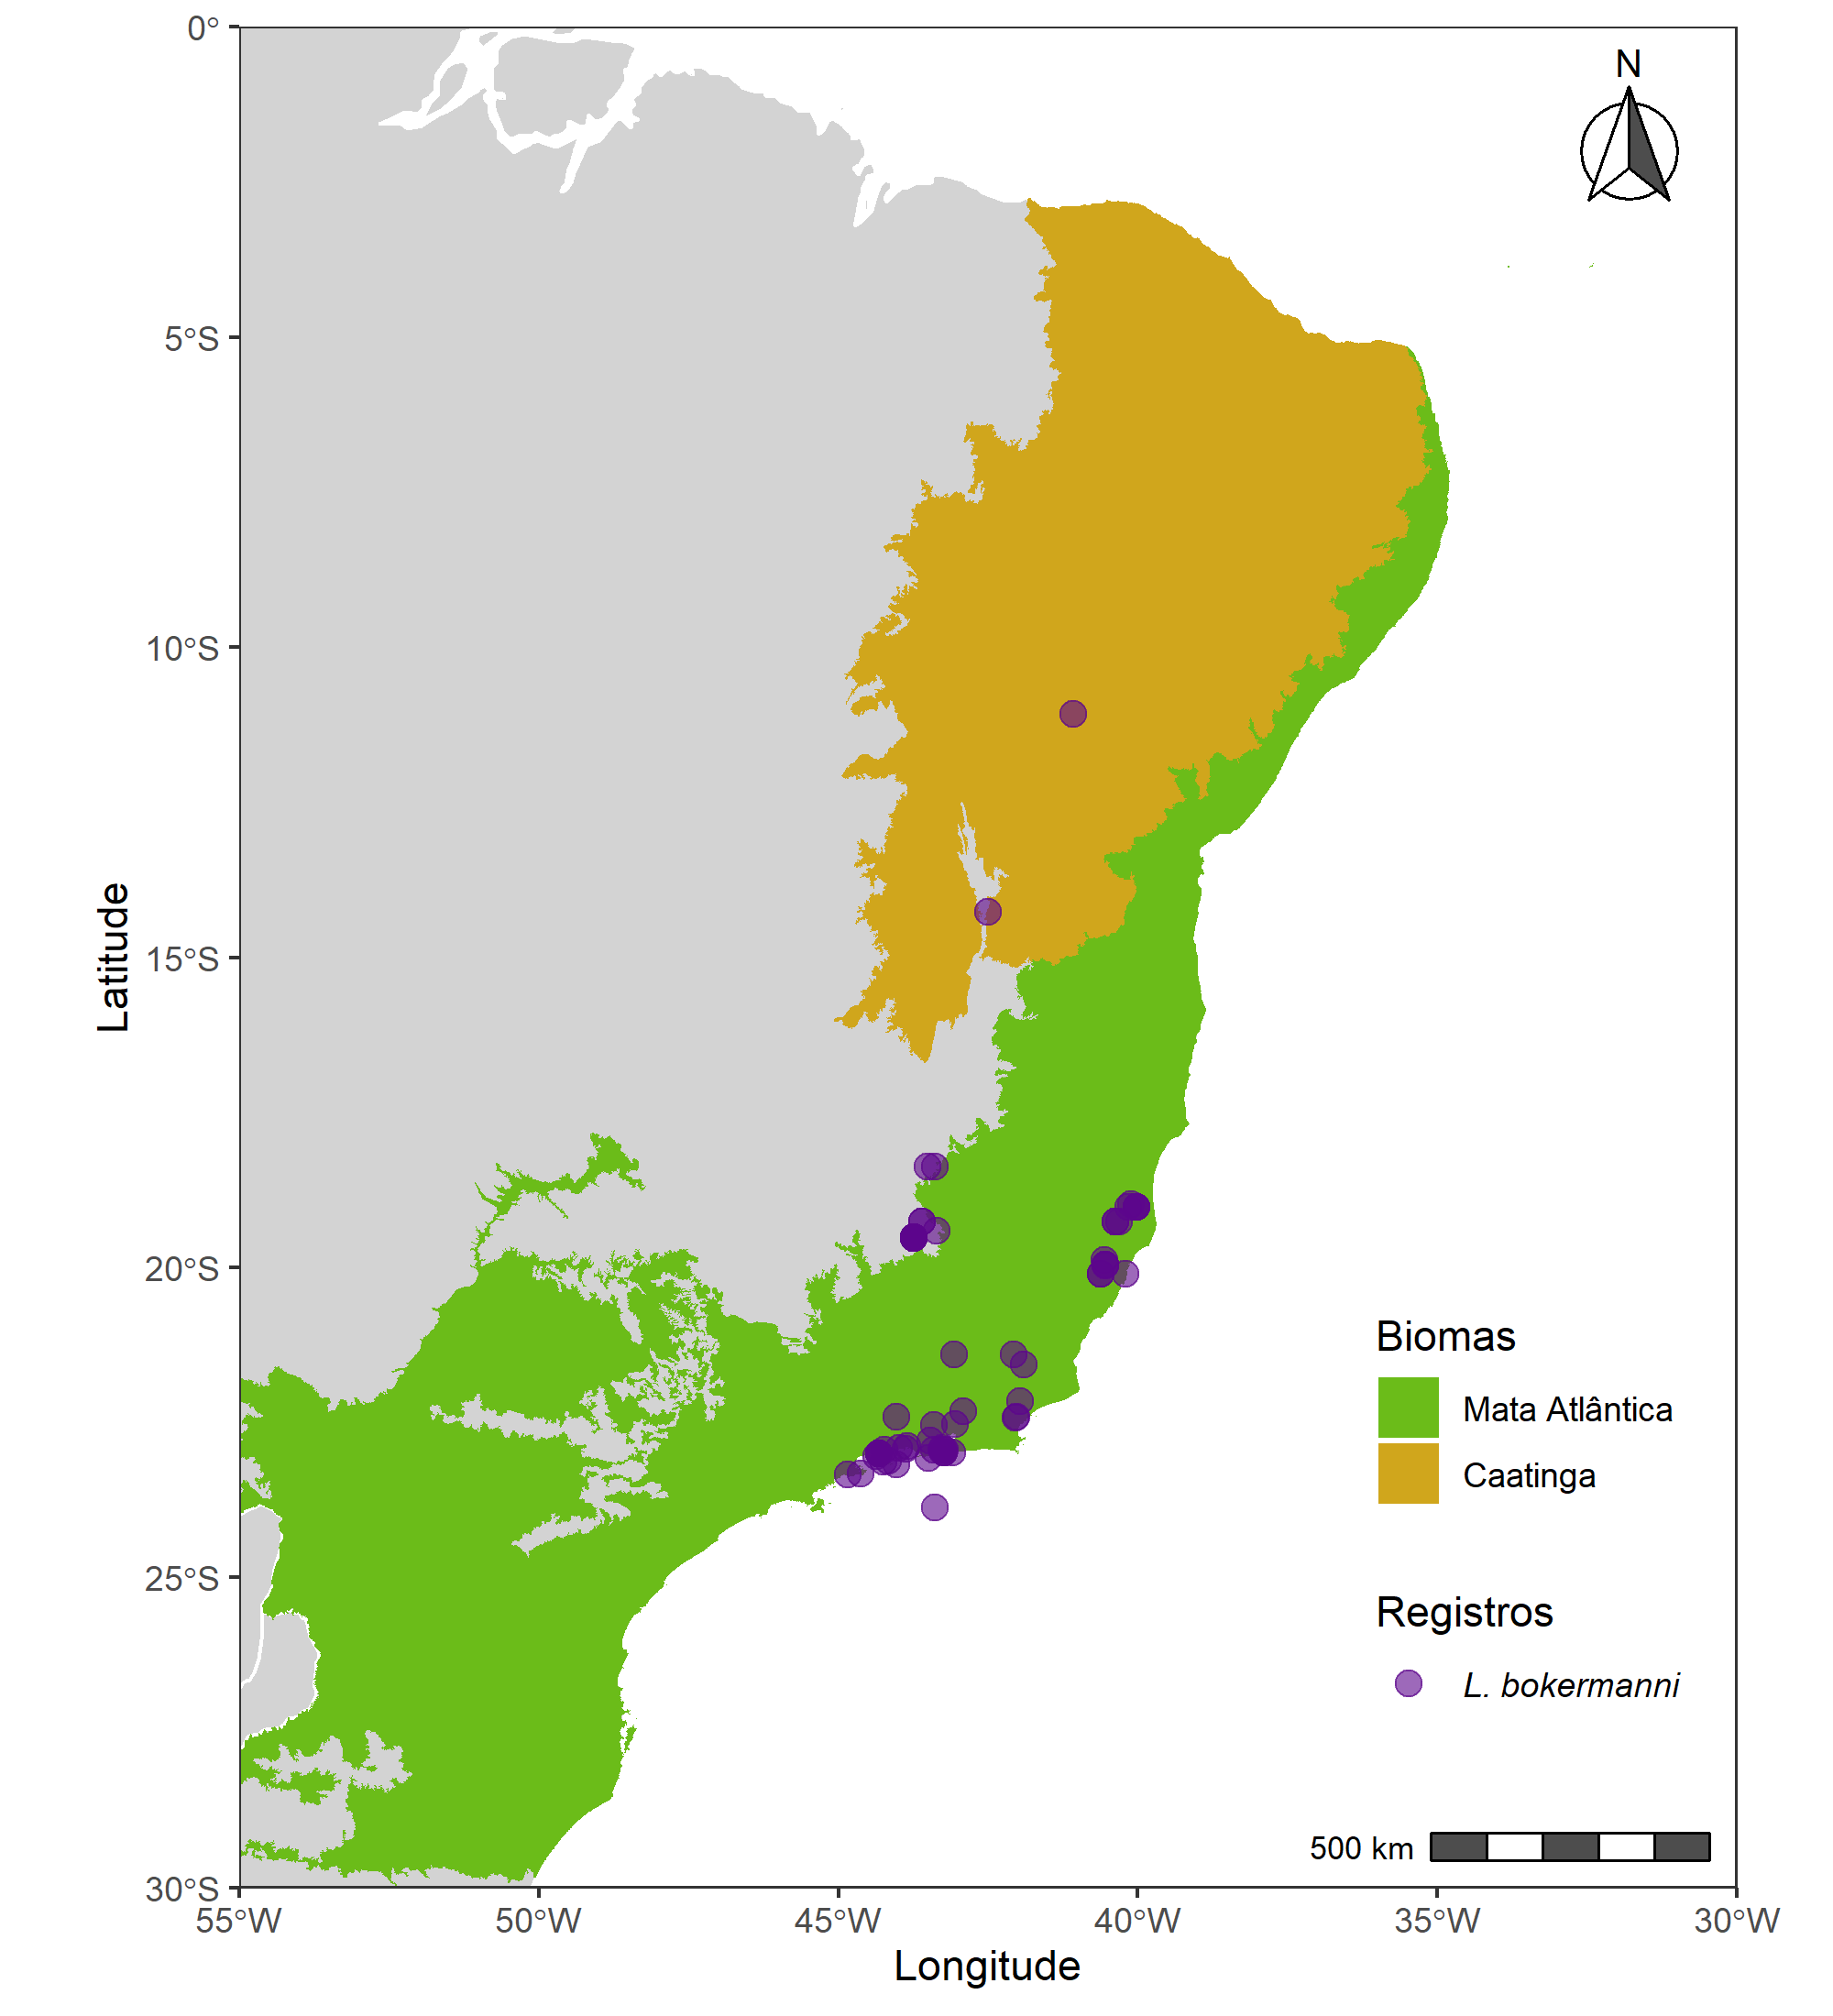 0°
5°S
10°S
15°S
20°S
25°S
30°S
Latitude
N
Biomas
Mata Atlântica
Caatinga
Registros
L. bokermanni
500 km
55°W
50°W
45°W
40°W
35°W
30°W
Longitude